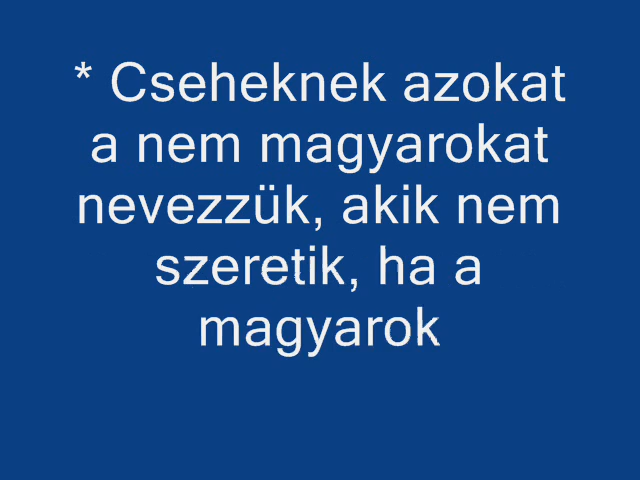 * Cseheknek azokat
a nem magyarokat
nevezzük, akik nem
szeretik, ha a
magyarok